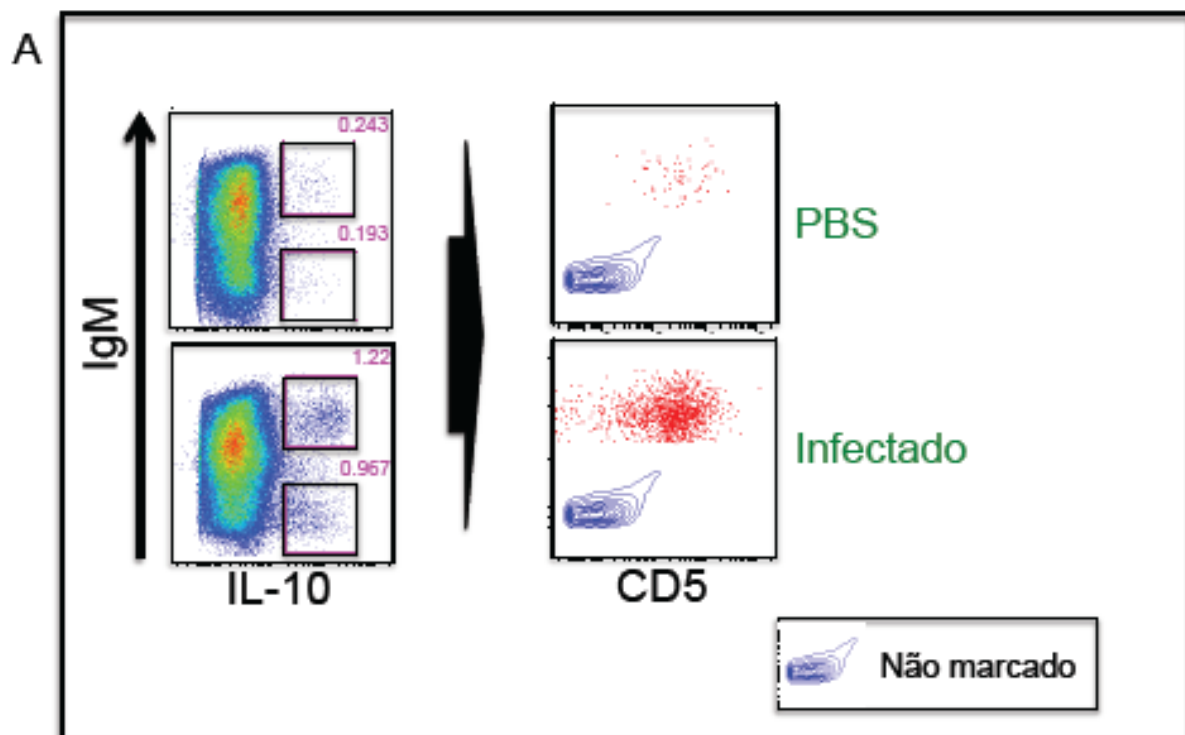 A
0.243
0.193
PBS
IgM
1.22
0.967
Infectado
IL-10
CD5
Não marcado